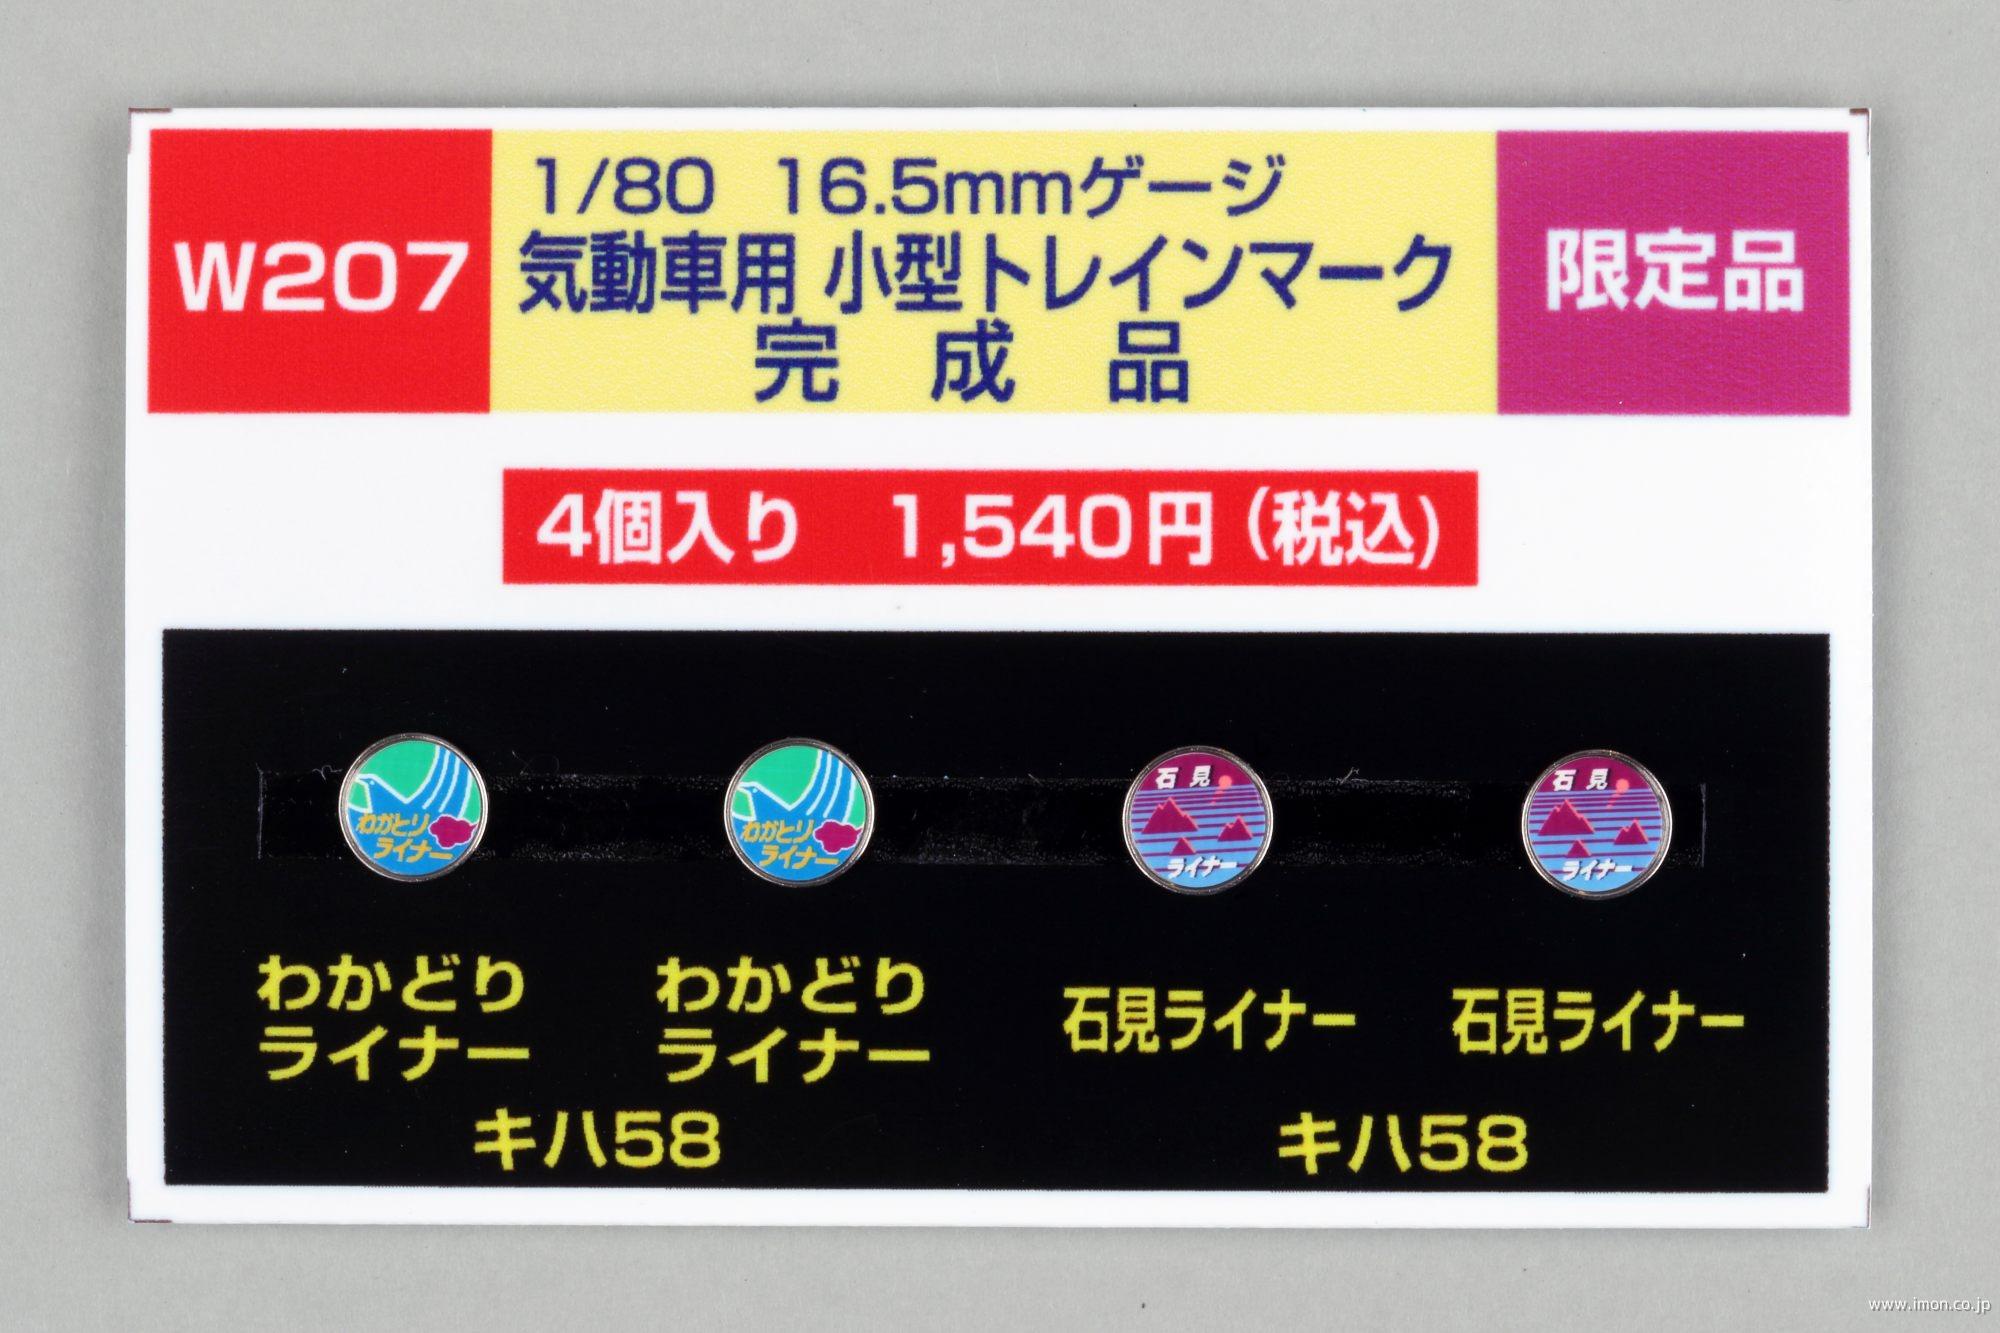 W207
1/80 16.5mmゲージ
気動車用 小型トレインマーク
完成品
限定品
4個入り 1,540円(税込)
わかとり
ライナー
わかとり
ライナー
石見
ライナー
石見
ライナー
わかどり
ライナー
わかどり
ライナー
石見ライナー
石見ライナー
キハ58
キハ58
www.imon.co.jp